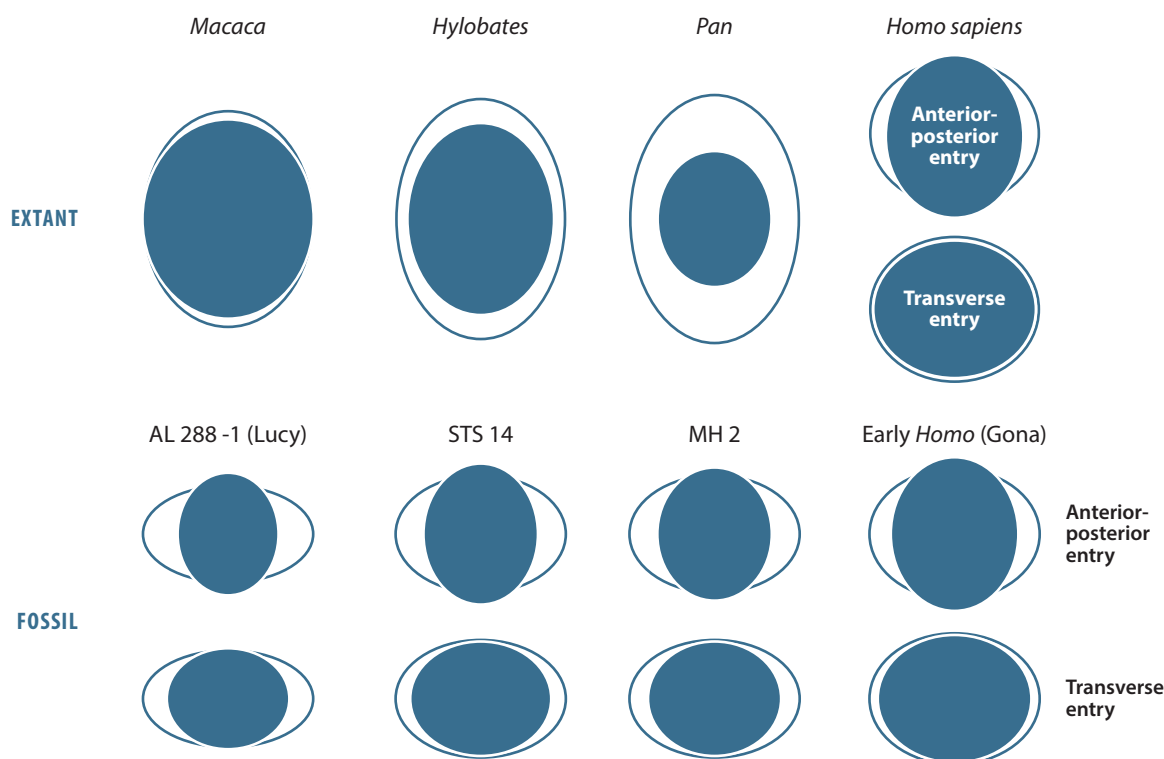 Macaca
Hylobates
Pan
Homo sapiens
EXTANT
Anterior-
posterior
entry
Transverse
entry
AL 288 -1 (Lucy)
STS 14
MH 2
Early Homo (Gona)
FOSSIL
Anterior-
posterior
entry
Transverse
entry